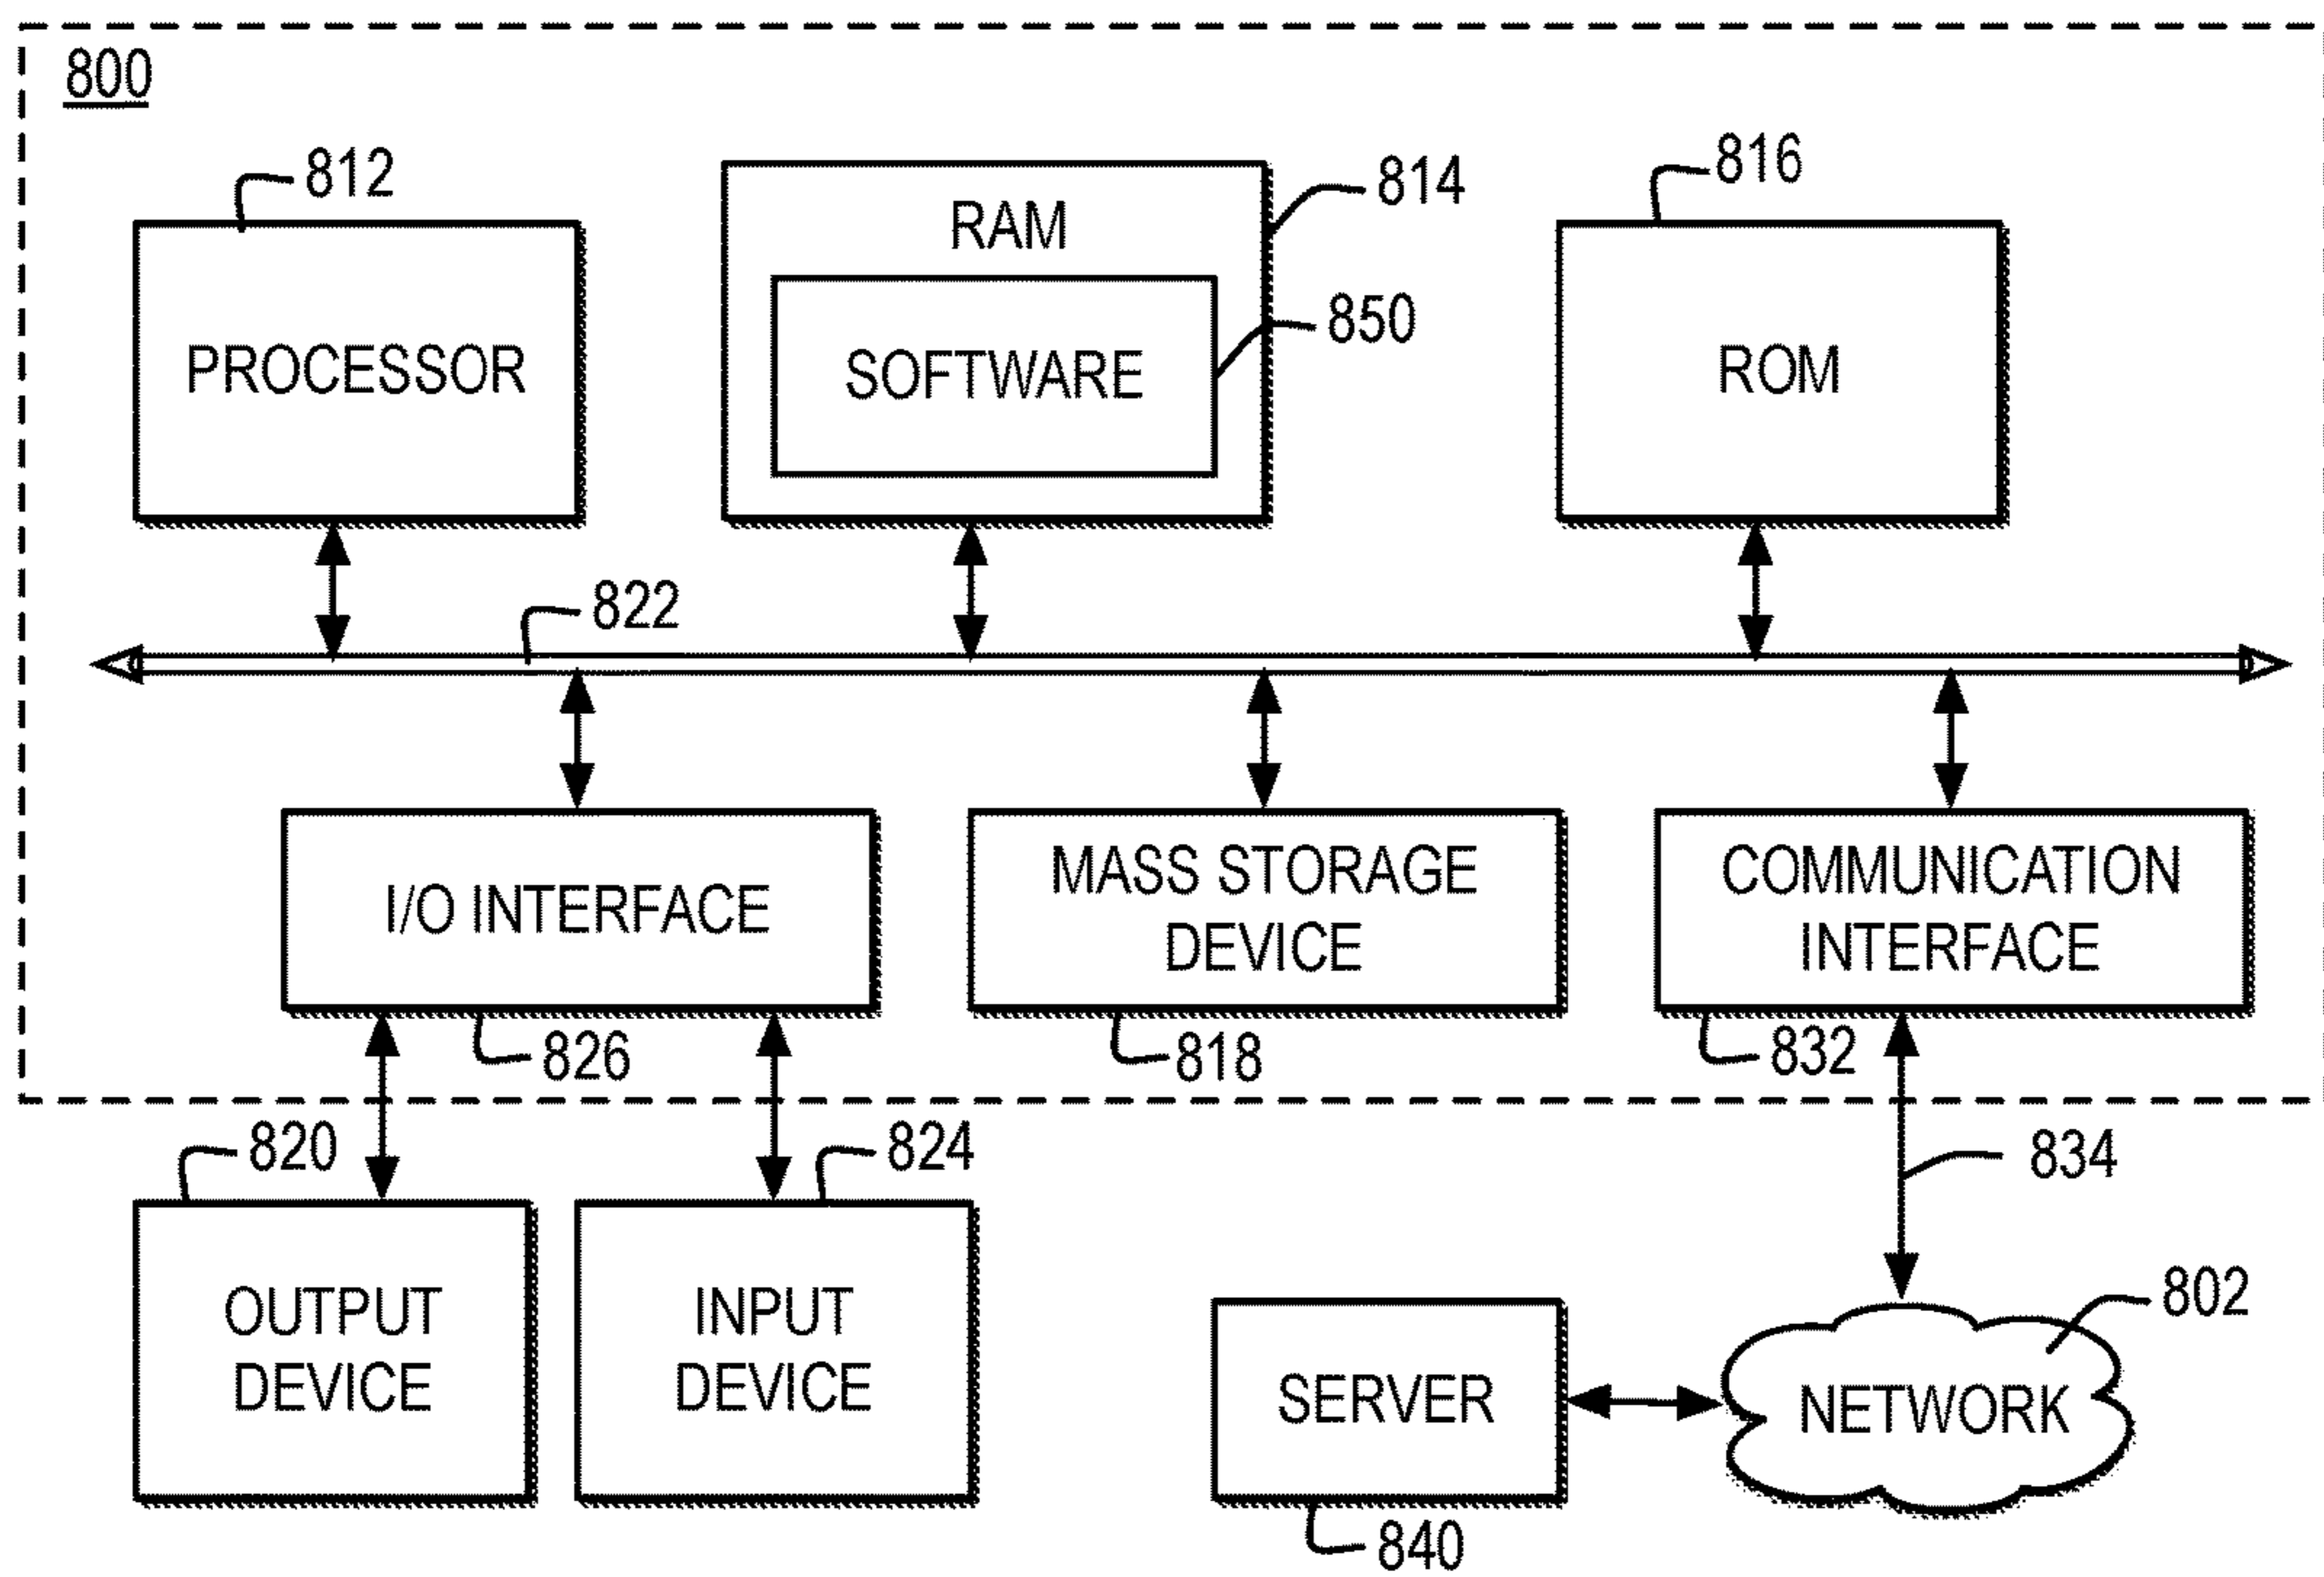 800
812
814
816
RAM
850
PROCESSOR
SOFTWARE
ROM
822
I/O INTERFACE
MASS STORAGE
DEVICE
COMMUNICATION
INTERFACE
826
818
832
820
824
834
OUTPUT
DEVICE
INPUT
DEVICE
802
SERVER
NETWORK
840